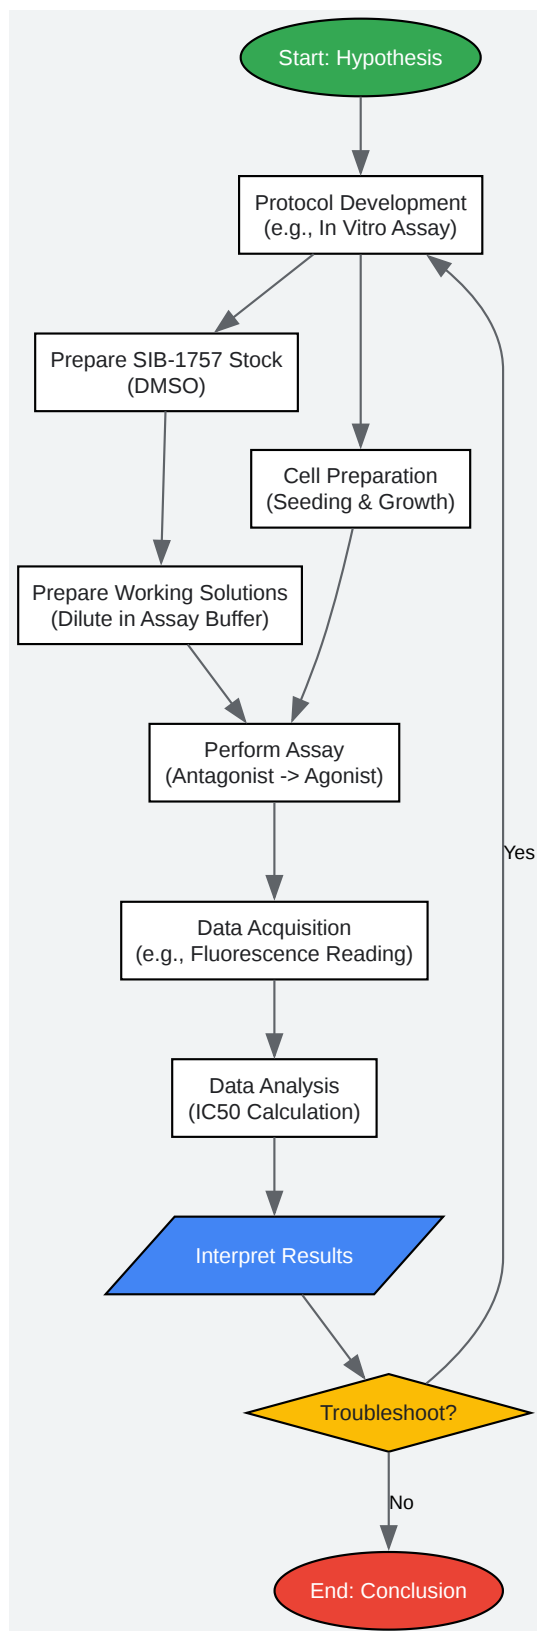 Start: Hypothesis
Protocol Development
(e.g., In Vitro Assay)
Prepare SIB-1757 Stock
(DMSO)
Cell Preparation
(Seeding & Growth)
Prepare Working Solutions
(Dilute in Assay Buffer)
Perform Assay
(Antagonist -> Agonist)
Yes
Data Acquisition
(e.g., Fluorescence Reading)
Data Analysis
(IC50 Calculation)
Interpret Results
Troubleshoot?
No
End: Conclusion